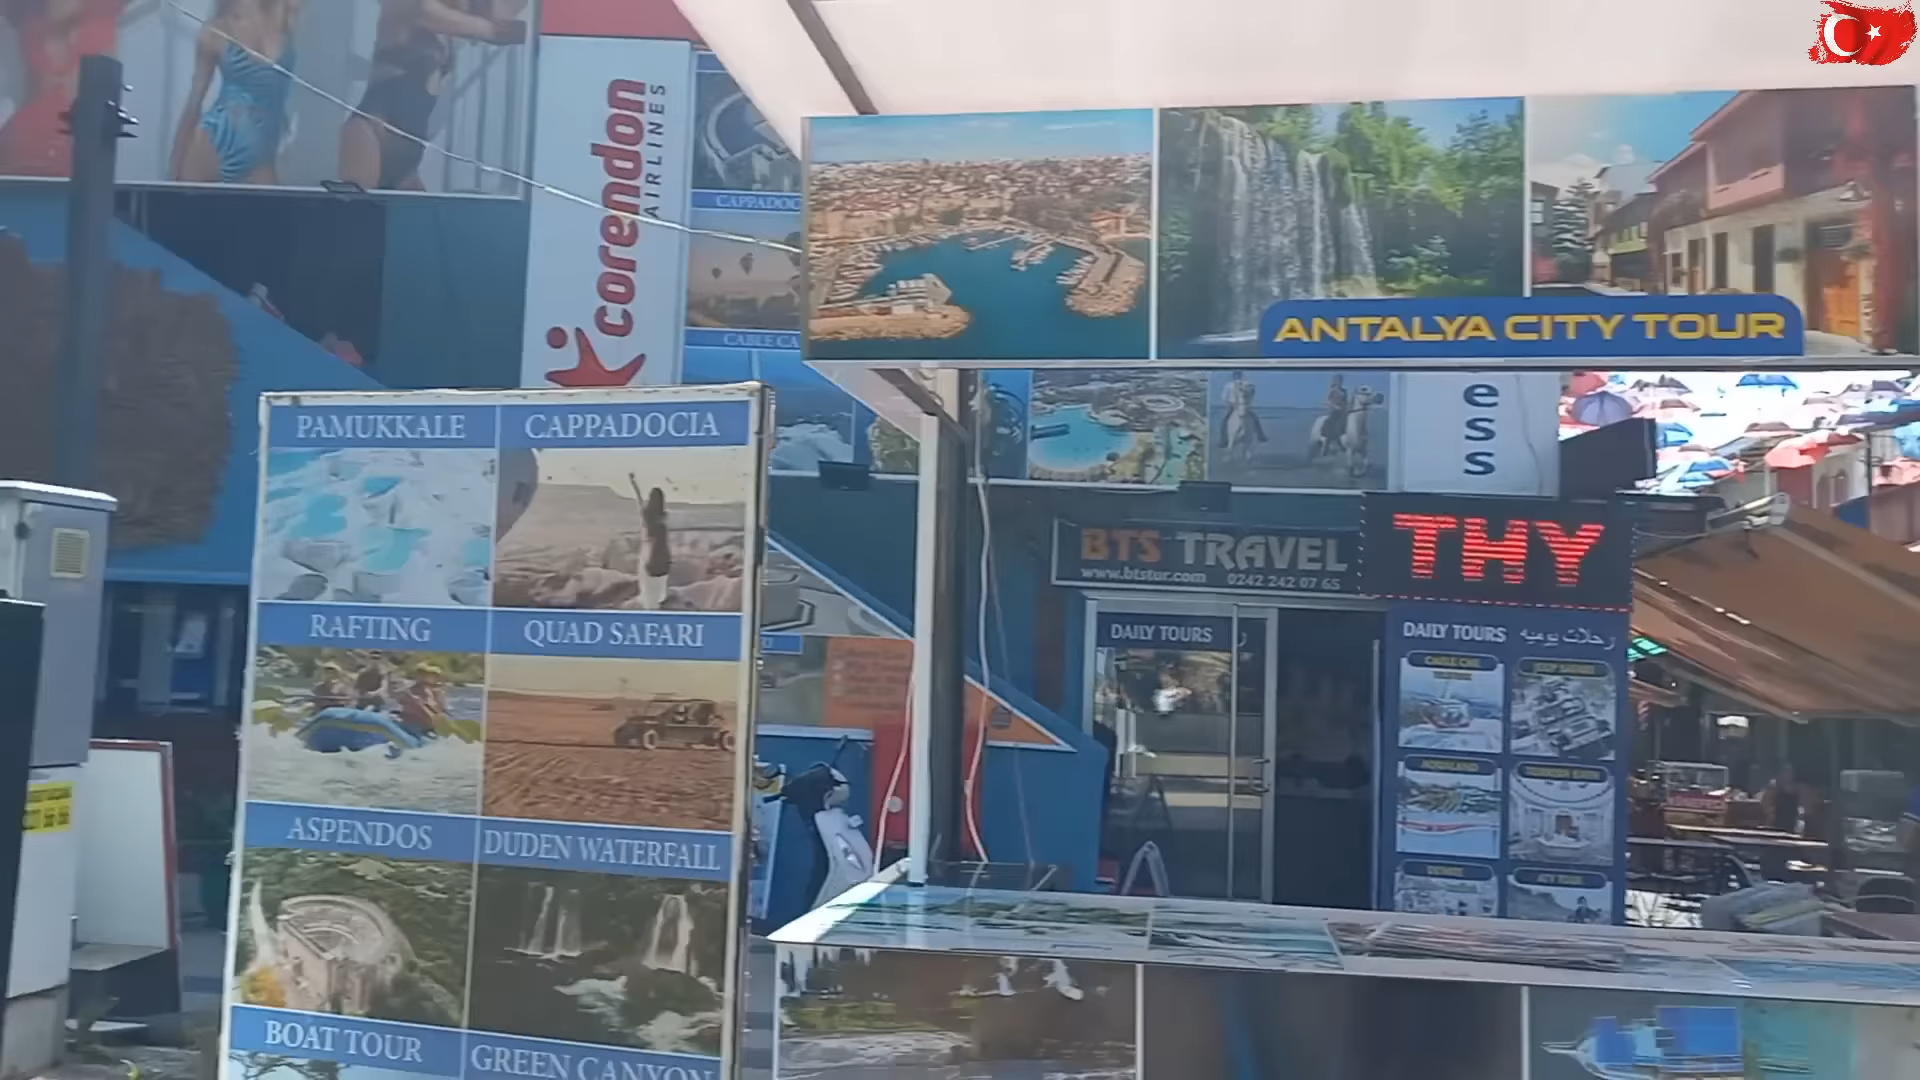 corendon
AIRLINES
CAPPADOC
CABLE CA
ANTALYA CITY TOUR
ess
PAMUKKALE
CAPPADOCIA
RAFTING
QUAD SAFARI
ASPENDOS
DUDEN WATERFALL
BOAT TOUR
GREEN CANYON
BTS TRAVEL
www.btstur.com 0242 242 07 65
THY
DAILY TOURS
DAILY TOURS رحلات يومية